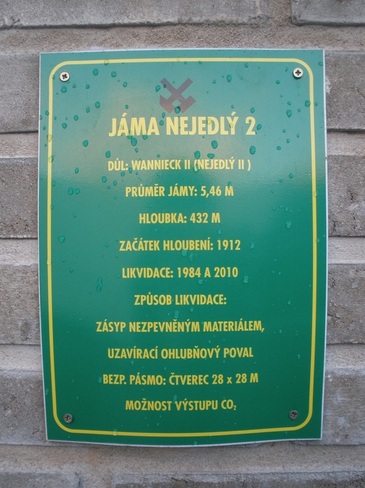 JÁMA NEJEDLÝ 2
DŮL: WANNIECK II (NEJEDLÝ II )
PRŮMĚR JÁMY: 5,46 M
HLOUBKA: 432 M
ZAČÁTEK HLOUBENÍ: 1912
LIKVIDACE: 1984 A 2010
ZPŮSOB LIKVIDACE:
ZÁSYP NEZPEVNĚNÝM MATERIÁLEM,
UZAVÍRACÍ OHLUBŇOVÝ POVAL
BEZP. PÁSMO: ČTVEREC 28 x 28 M
MOŽNOST VÝSTUPU CO₂